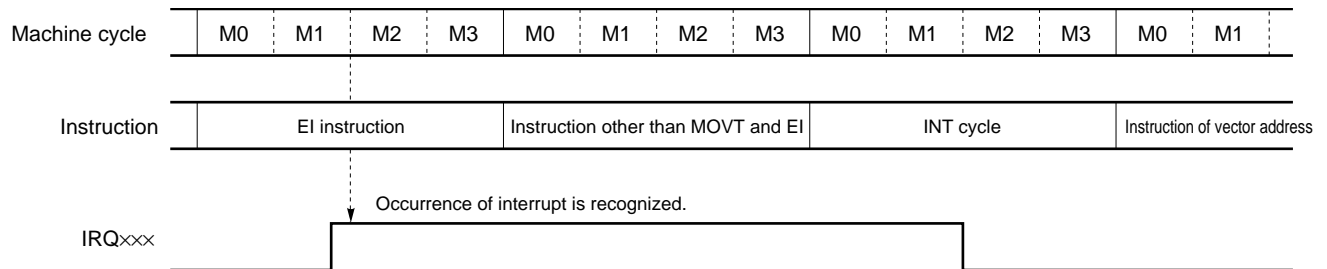 Machine cycle M0 M1 M2 M3 M0 M1 M2 M3 M0 M1 M2 M3 M0 M1
Instruction EI instruction Instruction other than MOVT and EI INT cycle Instruction of vector address
Occurrence of interrupt is recognized.
IRQ×××